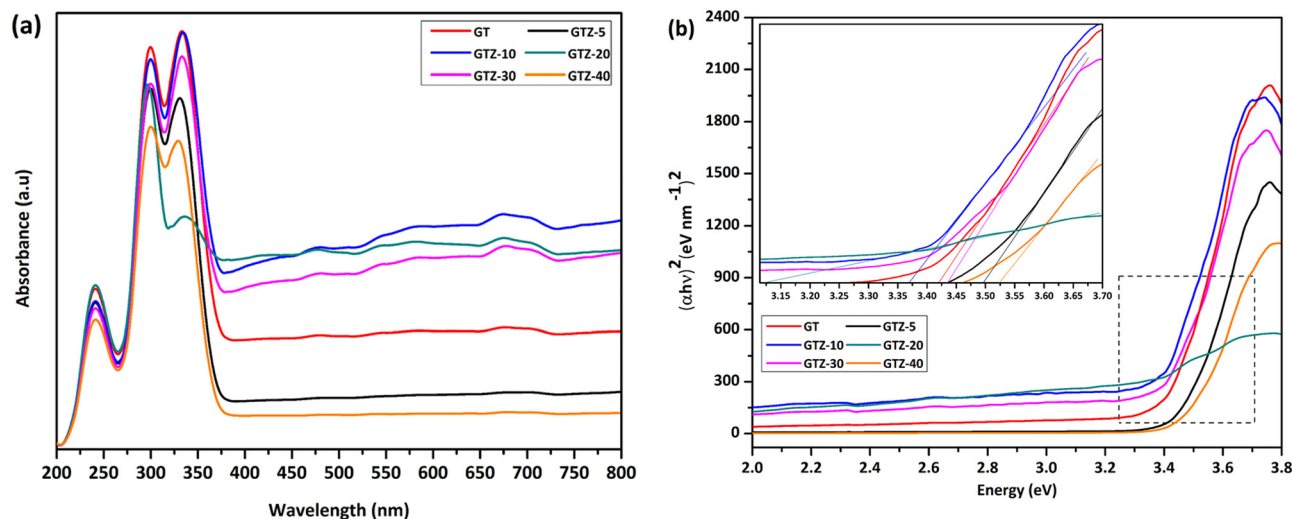 (a)
GT GTZ-5
GTZ-10 GTZ-20
GTZ-30 GTZ-40
Absorbance (a.u)
200 250 300 350 400 450 500 550 600 650 700 750 800
Wavelength (nm)
(b)
(αhν)² (eV nm⁻¹)²
2400
2100
1800
1500
1200
900
600
300
0
3.15 3.20 3.25 3.30 3.35 3.40 3.45 3.50 3.55 3.60 3.65 3.70
GT GTZ-5
GTZ-10 GTZ-20
GTZ-30 GTZ-40
2.0 2.2 2.4 2.6 2.8 3.0 3.2 3.4 3.6 3.8
Energy (eV)